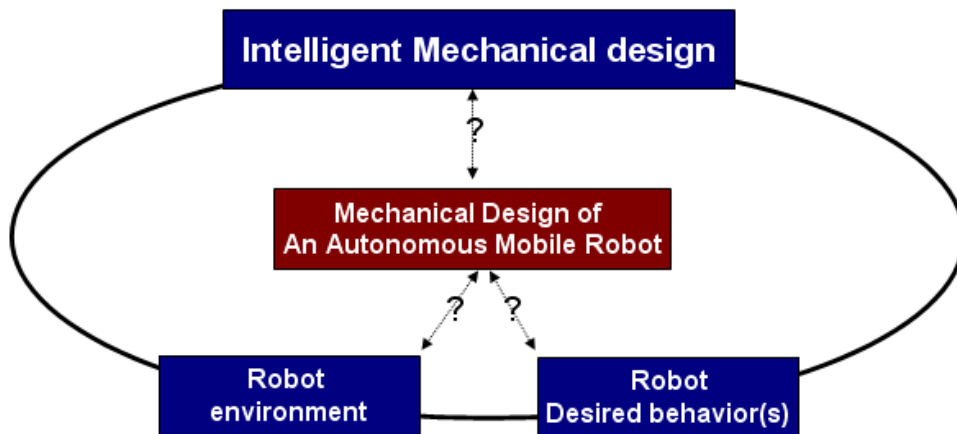 Intelligent Mechanical design
?
Mechanical Design of
An Autonomous Mobile Robot
?
?
Robot
environment
Robot
Desired behavior(s)